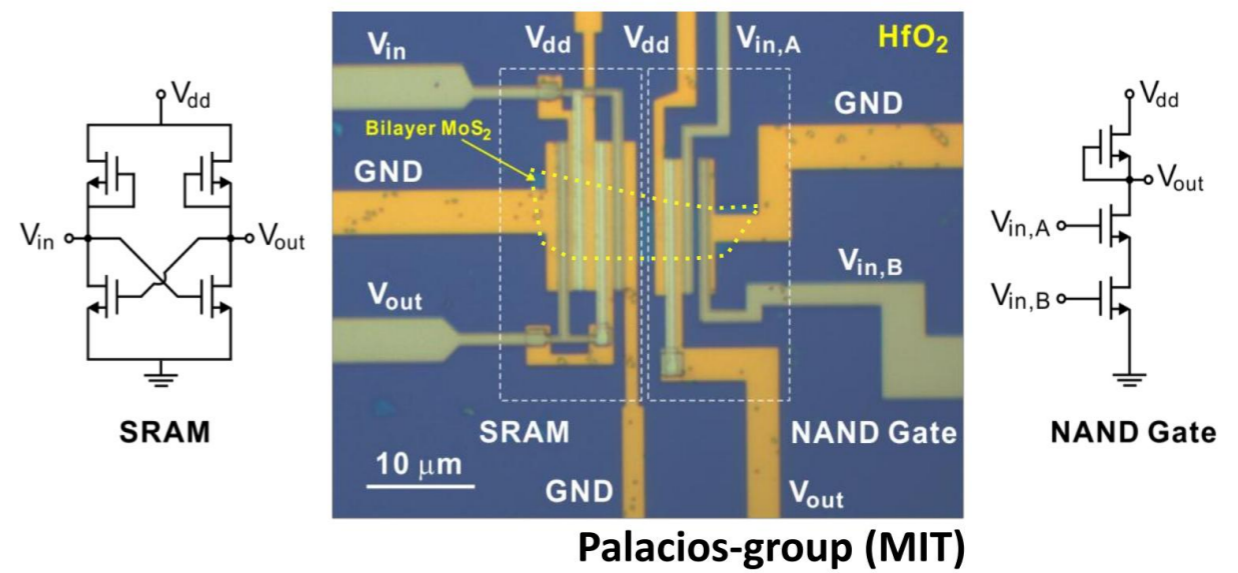 Vdd
Vin
Vout
SRAM
Vin
Vdd
Vdd
Vin,A
HfO2
Bilayer MoS2
GND
GND
Vout
Vin,B
SRAM
NAND Gate
10 μm
GND
Vout
Palacios-group (MIT)
Vdd
Vout
Vin,A
Vin,B
NAND Gate